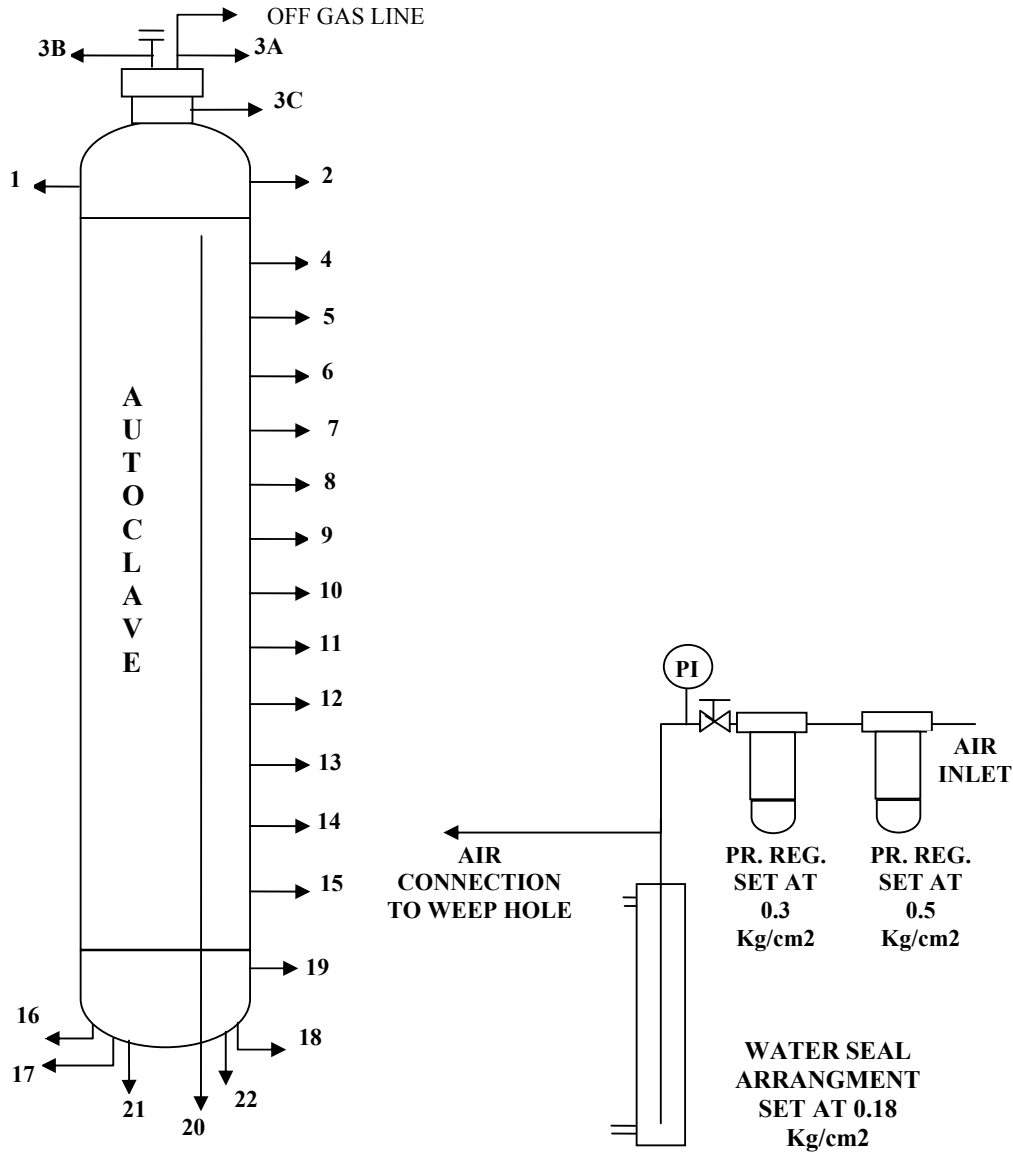 OFF GAS LINE
3B
3A
3C
1
2
4
5
6
7
8
9
10
11
12
13
14
15
19
16
18
17
21
22
20
A
U
T
O
C
L
A
V
E
PI
AIR
INLET
PR. REG.
SET AT
0.3
Kg/cm2
PR. REG.
SET AT
0.5
Kg/cm2
AIR
CONNECTION
TO WEEP HOLE
WATER SEAL
ARRANGMENT
SET AT 0.18
Kg/cm2